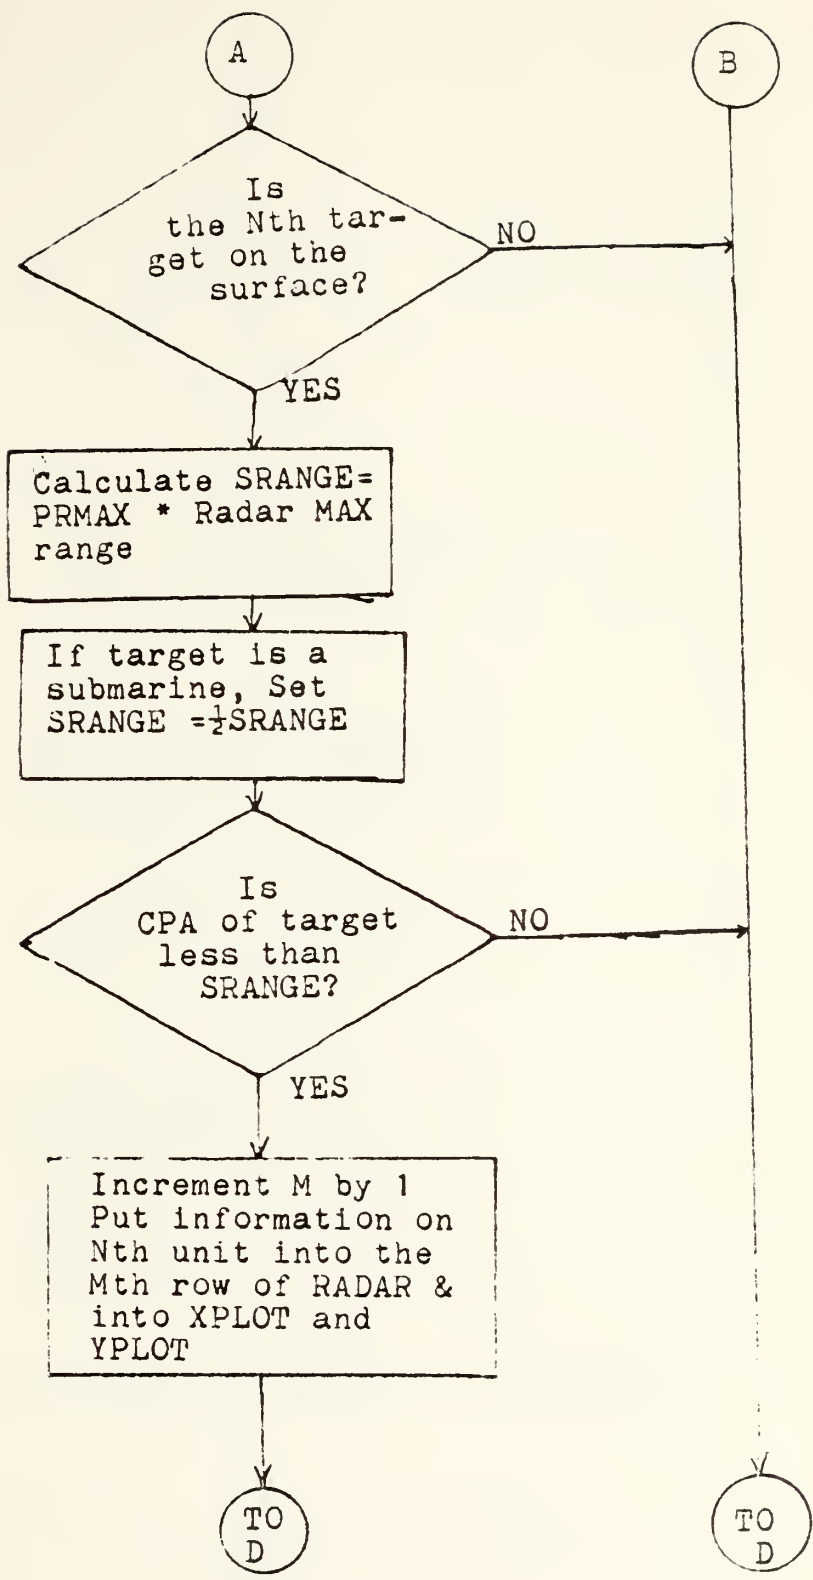 A
B
Is
the Nth tar-
get on the
surface?
NO
YES
Calculate SRANGE=
PRMAX * Radar MAX
range
If target is a
submarine, Set
SRANGE =½SRANGE
Is
CPA of target
less than
SRANGE?
NO
YES
Increment M by 1
Put information on
Nth unit into the
Mth row of RADAR &
into XPLOT and
YPLOT
TO
D
TO
D